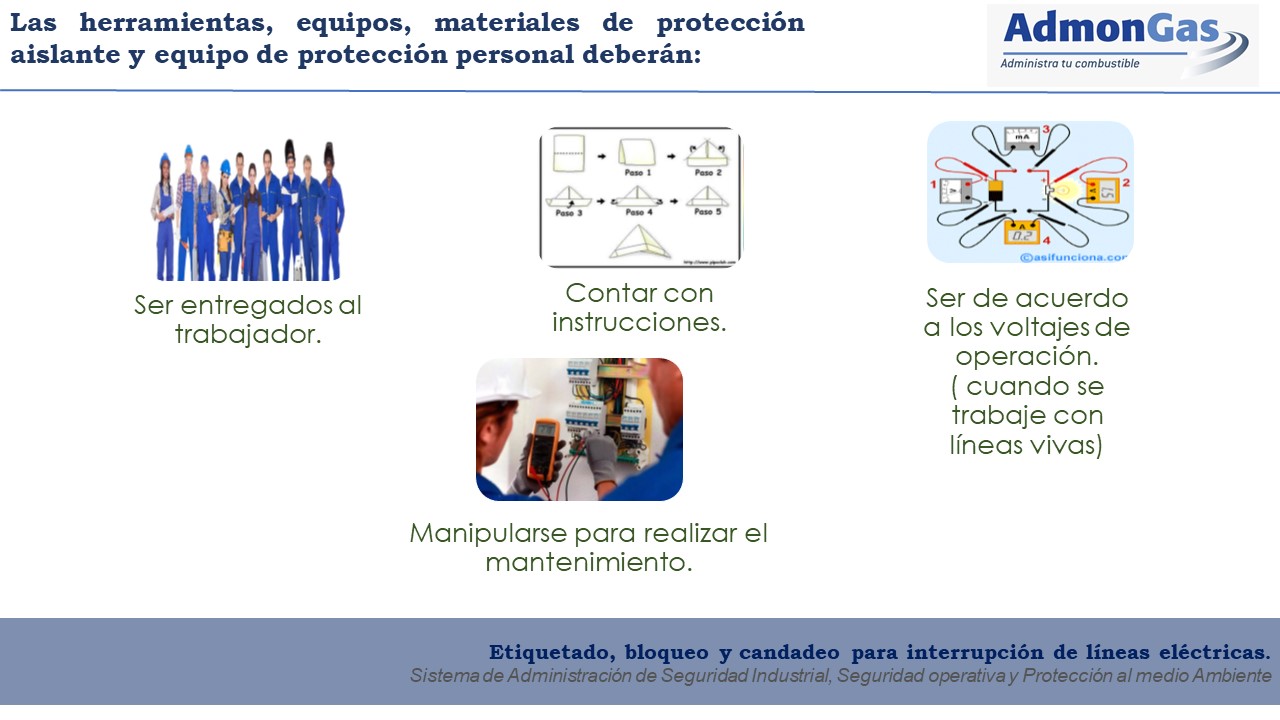 Las herramientas, equipos, materiales de protección
aislante y equipo de protección personal deberán:
AdmonGas
Administra tu combustible
Paso 1
Paso 2
Paso 3
Paso 4
Paso 5
3
mA
1
V
2
A
0.2
4
©asifunciona.com
Ser entregados al
trabajador.
Contar con
instrucciones.
Ser de acuerdo
a los voltajes de
operación.
( cuando se
trabaje con
líneas vivas)
Manipularse para realizar el
mantenimiento.
Etiquetado, bloqueo y candadeo para interrupción de líneas eléctricas.
Sistema de Administración de Seguridad Industrial, Seguridad operativa y Protección al medio Ambiente